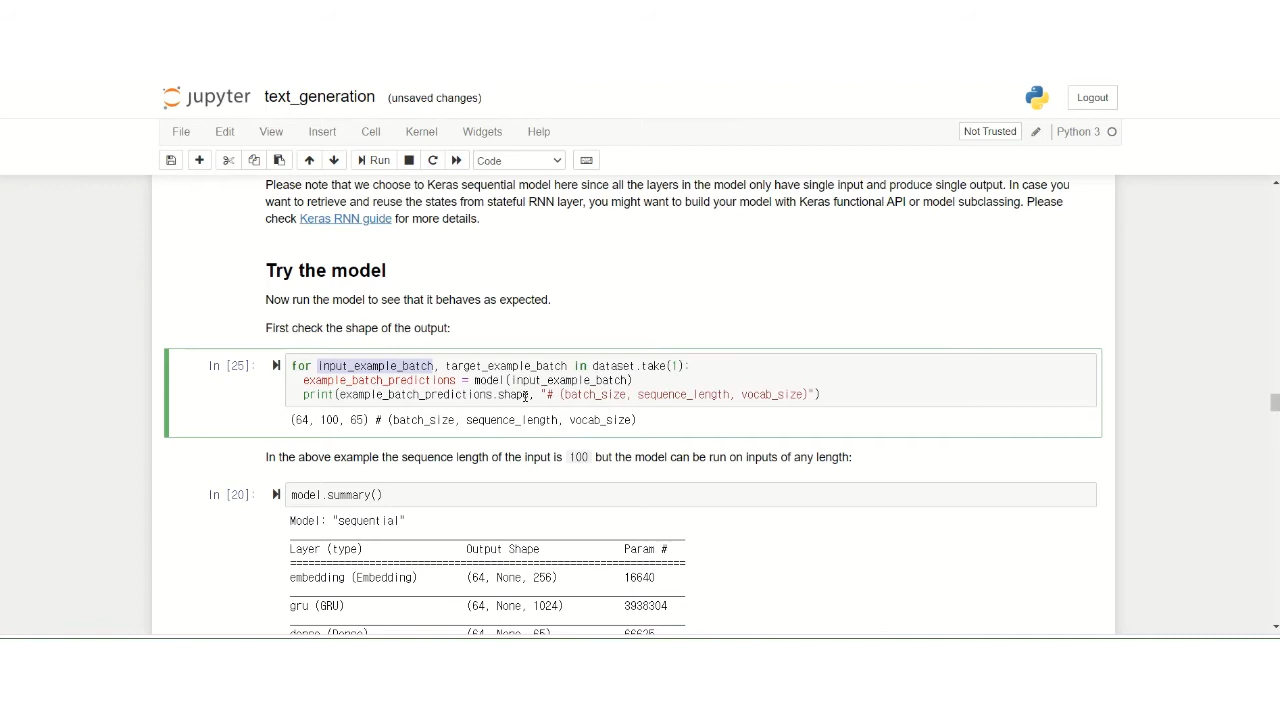 jupyter text_generation (unsaved changes) Logout
File Edit View Insert Cell Kernel Widgets Help Not Trusted Python 3
Run Code
Please note that we choose to Keras sequential model here since all the layers in the model only have single input and produce single output. In case you
want to retrieve and reuse the states from stateful RNN layer, you might want to build your model with Keras functional API or model subclassing. Please
check Keras RNN guide for more details.
Try the model
Now run the model to see that it behaves as expected.
First check the shape of the output:
In [25]: for input_example_batch, target_example_batch in dataset.take(1):
example_batch_predictions = model(input_example_batch)
print(example_batch_predictions.shape, "# (batch_size, sequence_length, vocab_size)")
(64, 100, 65) # (batch_size, sequence_length, vocab_size)
In the above example the sequence length of the input is 100 but the model can be run on inputs of any length:
In [20]: model.summary()
Model: "sequential"
Layer (type) Output Shape Param #
embedding (Embedding) (64, None, 256) 16640
gru (GRU) (64, None, 1024) 3938304
dense (Dense) (64, None, 65) 66625